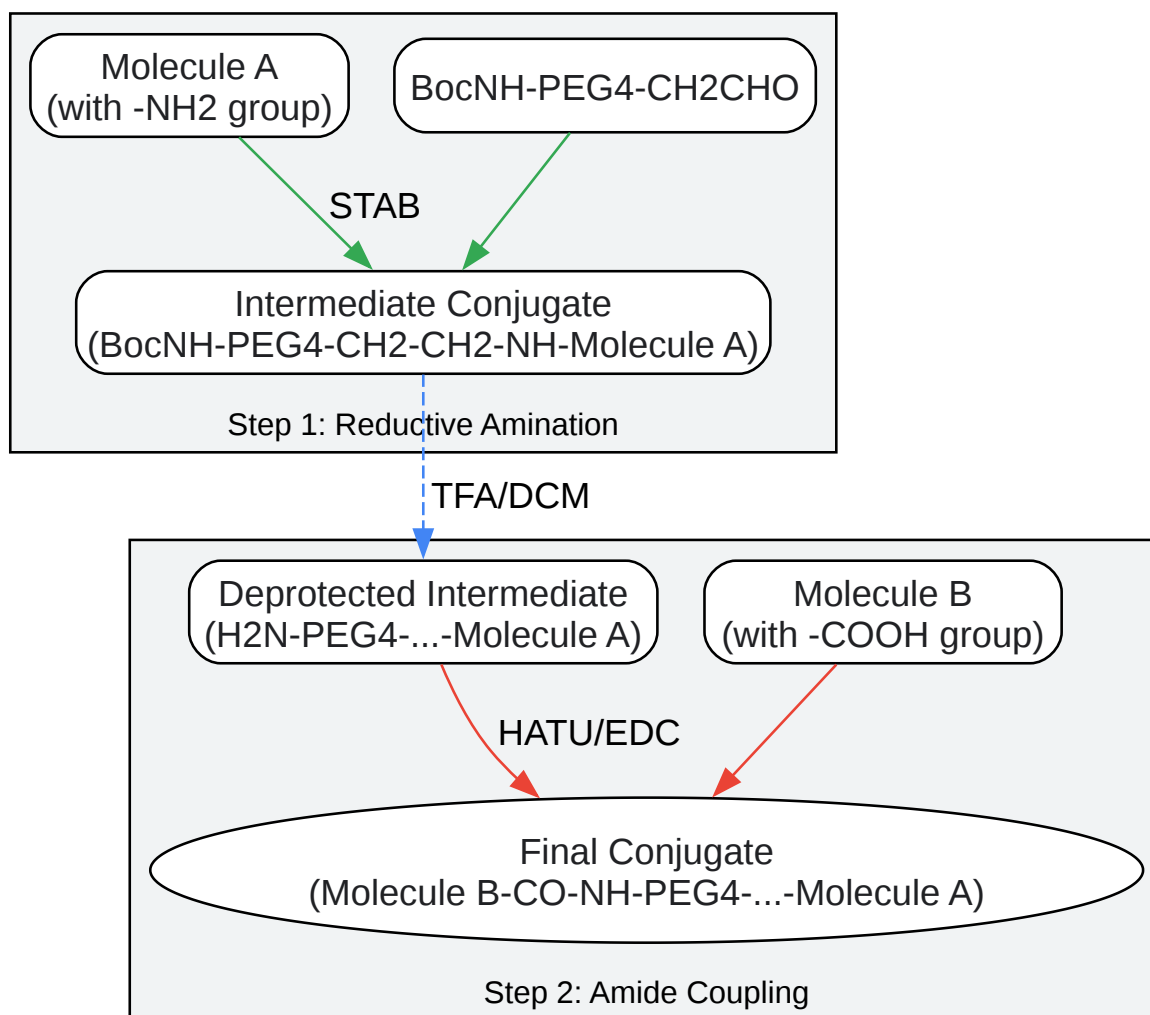 Molecule A
(with -NH2 group)
BocNH-PEG4-CH2CHO
STAB
Intermediate Conjugate
(BocNH-PEG4-CH2-CH2-NH-Molecule A)
Step 1: Reductive Amination
TFA/DCM
Deprotected Intermediate
(H2N-PEG4-...-Molecule A)
Molecule B
(with -COOH group)
HATU/EDC
Final Conjugate
(Molecule B-CO-NH-PEG4-...-Molecule A)
Step 2: Amide Coupling